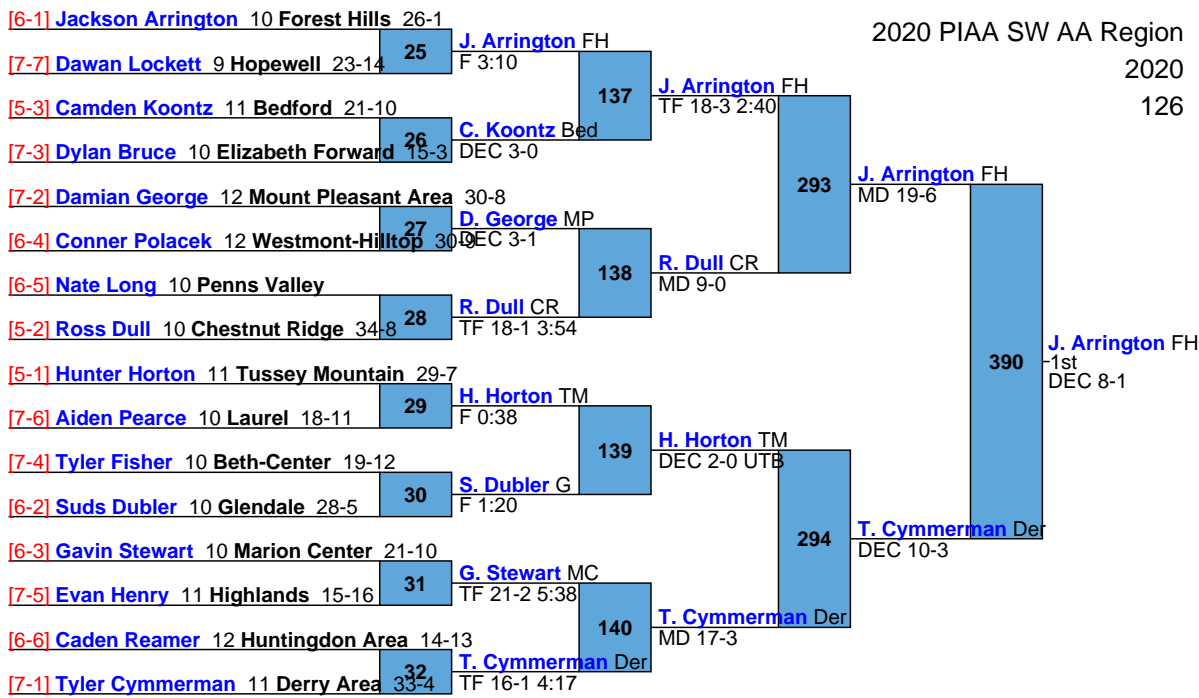 2020 PIAA SW AA Region
2020
126
[6-1] Jackson Arrington 10 Forest Hills 26-1
[7-7] Dawan Lockett 9 Hopewell 23-14
[5-3] Camden Koontz 11 Bedford 21-10
[7-3] Dylan Bruce 10 Elizabeth Forward 15-3
[7-2] Damian George 12 Mount Pleasant Area 30-8
[6-4] Conner Polacek 12 Westmont-Hilltop 30-9
[6-5] Nate Long 10 Penns Valley
[5-2] Ross Dull 10 Chestnut Ridge 34-8
[5-1] Hunter Horton 11 Tussey Mountain 29-7
[7-6] Aiden Pearce 10 Laurel 18-11
[7-4] Tyler Fisher 10 Beth-Center 19-12
[6-2] Suds Dubler 10 Glendale 28-5
[6-3] Gavin Stewart 10 Marion Center 21-10
[7-5] Evan Henry 11 Highlands 15-16
[6-6] Caden Reamer 12 Huntingdon Area 14-13
[7-1] Tyler Cymmerman 11 Derry Area 33-4
25
J. Arrington FH
F 3:10
26
C. Koontz Bed
DEC 3-0
27
D. George MP
DEC 3-1
28
R. Dull CR
TF 18-1 3:54
29
H. Horton TM
F 0:38
30
S. Dubler G
F 1:20
31
G. Stewart MC
TF 21-2 5:38
32
T. Cymmerman Der
TF 16-1 4:17
137
J. Arrington FH
TF 18-3 2:40
138
R. Dull CR
MD 9-0
139
H. Horton TM
DEC 2-0 UTB
140
T. Cymmerman Der
MD 17-3
293
J. Arrington FH
MD 19-6
294
T. Cymmerman Der
DEC 10-3
390
J. Arrington FH
1st
DEC 8-1